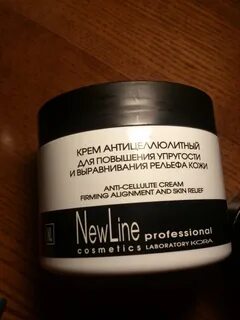 КРЕМ АНТИЦЕЛЛЮЛИТНЫЙ
ДЛЯ ПОВЫШЕНИЯ УПРУГОСТИ
И ВЫРАВНИВАНИЯ РЕЛЬЕФА КОЖИ
ANTI-CELLULITE CREAM
FIRMING ALIGNMENT AND SKIN RELIEF
NewLine professional
cosmetics LABORATORY KORA